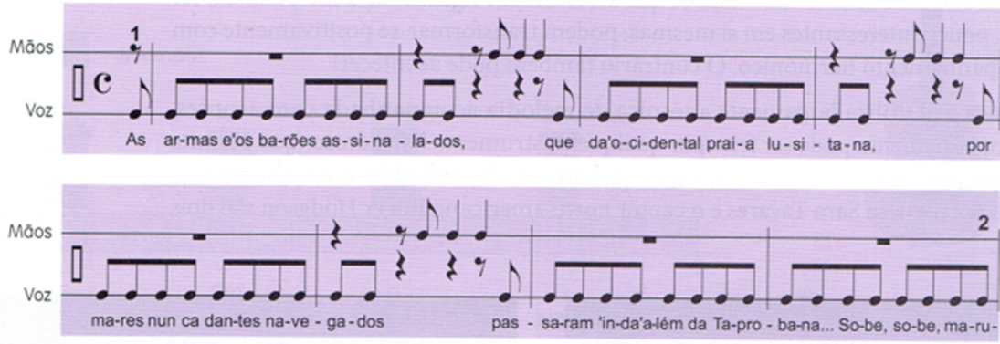 1
Mãos
Voz
As ar-mas e'os ba-rões as-si-na la-dos, que da'o-ci-den-tal prai-a lu-si ta-na, por
2
Mãos
Voz
ma-res nun ca dan-tes na-ve - ga-dos pas - sa-ram 'in-da'a-lém da Ta-pro - ba-na... So-be, so-be, ma-ru-